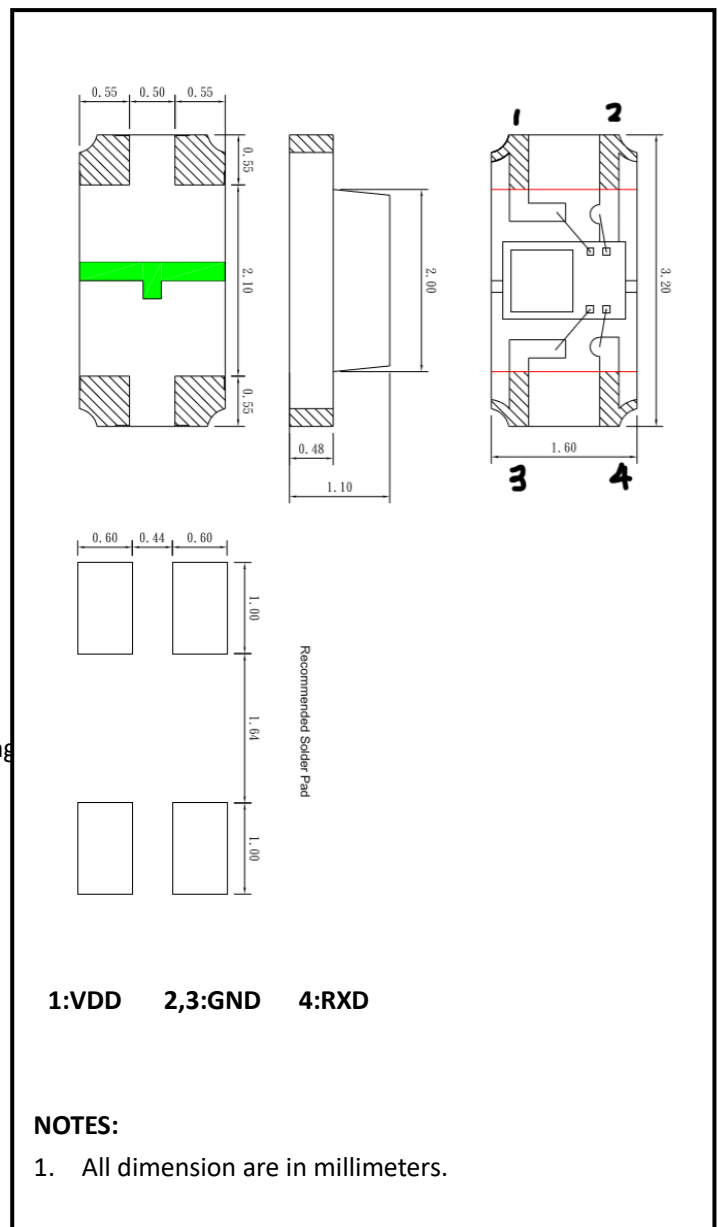 0.55 0.50 0.55
0.55
2.10
0.55
0.48
1.10
2.00
1 2
3.20
1.60
3 4
0.60 0.44 0.60
1.00
1.64
1.00
Recommended Solder Pad
1:VDD 2,3:GND 4:RXD
NOTES:
1. All dimension are in millimeters.